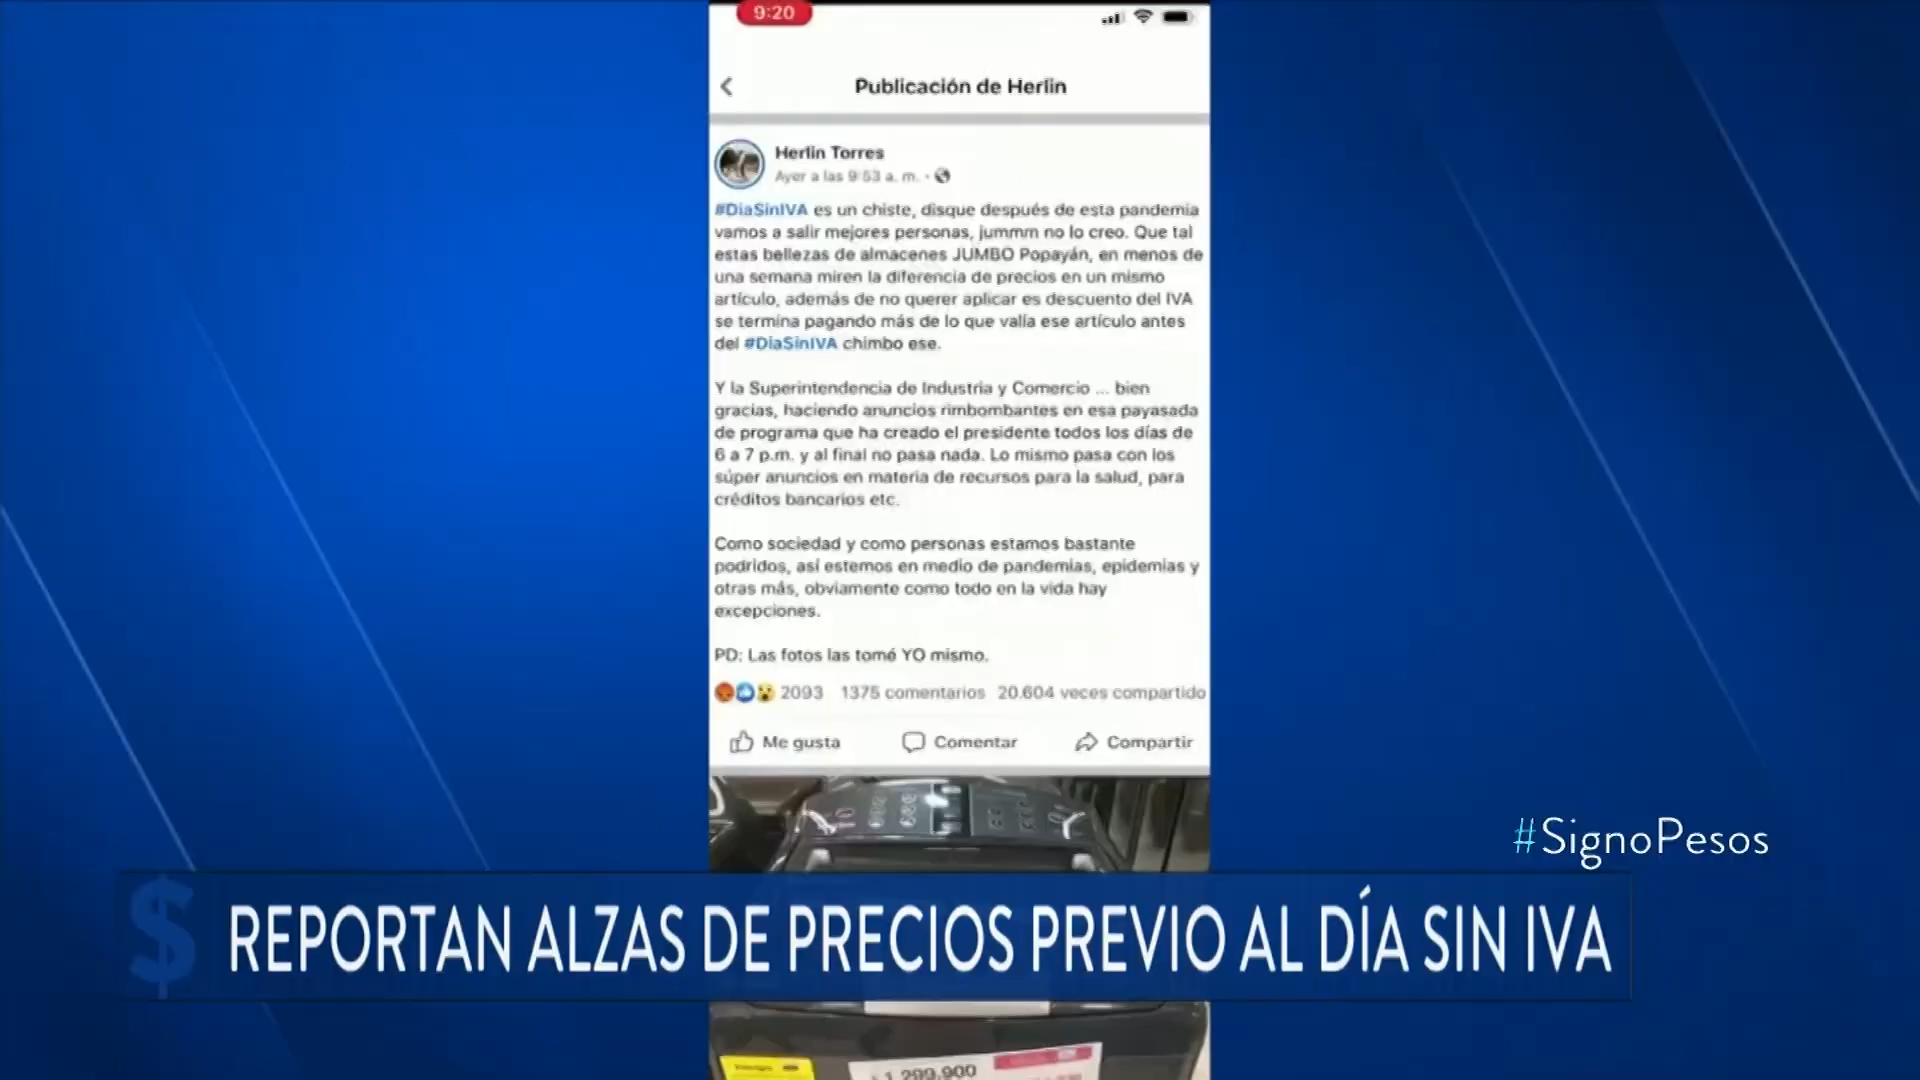 9:20
Publicación de Herlin
Herlin Torres
Ayer a las 9:53 a. m. ·
#DiaSinIVA es un chiste, disque después de esta pandemia
vamos a salir mejores personas, jummm no lo creo. Que tal
estas bellezas de almacenes JUMBO Popayán, en menos de
una semana miren la diferencia de precios en un mismo
artículo, además de no querer aplicar es descuento del IVA
se termina pagando más de lo que valía ese artículo antes
del #DiaSinIVA chimbo ese.
Y la Superintendencia de Industria y Comercio ... bien
gracias, haciendo anuncios rimbombantes en esa payasada
de programa que ha creado el presidente todos los días de
6 a 7 p.m. y al final no pasa nada. Lo mismo pasa con los
súper anuncios en materia de recursos para la salud, para
créditos bancarios etc.
Como sociedad y como personas estamos bastante
podridos, así estemos en medio de pandemias, epidemias y
otras más, obviamente como todo en la vida hay
excepciones.
PD: Las fotos las tomé YO mismo.
2093 1375 comentarios 20.604 veces compartido
Me gusta Comentar Compartir
#SignoPesos
$ REPORTAN ALZAS DE PRECIOS PREVIO AL DÍA SIN IVA
1.299.900